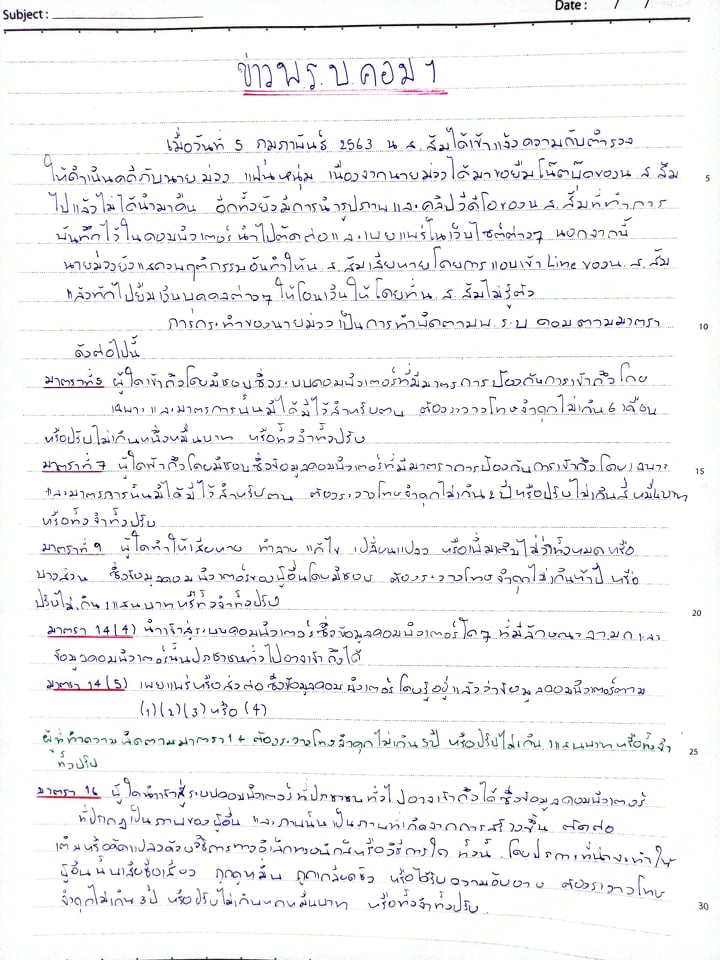 Subject :
Date : / /
ข่าวพ.ร.บ.คอมฯ
เมื่อวันที่ 5 กุมภาพันธ์ 2563 น.ส.ส้มได้เข้าแจ้งความกับตำรวจ
ให้ดำเนินคดีกับนายม่วง แฟนหนุ่ม เนื่องจากนายม่วงได้มาขอยืมโน๊ตบุ๊คของน.ส.ส้ม
5
ไปแล้วไม่ได้นำมาคืน อีกทั้งยังมีการนำรูปภาพและคลิปวีดีโอของน.ส.ส้มที่ทำการ
บันทึกไว้ในคอมพิวเตอร์นำไปตัดต่อและเผยแพร่ในเว็บไซต์ต่างๆ นอกจากนี้
นายม่วงยังแสดงพฤติกรรมอันทำให้น.ส.ส้มเสียหายโดยการแอบเข้า Line ของน.ส.ส้ม
แล้วทักไปยืมเงินบุคคลต่างๆ ให้โอนเงินให้ โดยที่น.ส.ส้มไม่รู้ตัว
การกระทำของนายม่วงเป็นการทำผิดตามพ.ร.บ คอมตามมาตรา
10
ดังต่อไปนี้
มาตราที่5 ผู้ใดเข้าถึงโดยมิชอบซึ่งระบบคอมพิวเตอร์ที่มีมาตรการป้องกันการเข้าถึงโดย
เฉพาะ และมาตรการนั้นมิได้มีไว้สำหรับตน ต้องระวางโทษจำคุกไม่เกิน 6 เดือน
หรือปรับไม่เกินหนึ่งหมื่นบาท หรือทั้งจำทั้งปรับ
มาตราที่7 ผู้ใดเข้าถึงโดยมิชอบซึ่งข้อมูลคอมพิวเตอร์ที่มีมาตราการป้องกันการเข้าถึงโดยเฉพาะ
15
และมาตรการนั้นมิได้มีไว้สำหรับตน ต้องระวางโทษจำคุกไม่เกิน 2 ปี หรือปรับไม่เกินสี่หมื่นบาท
หรือทั้งจำทั้งปรับ
มาตราที่ 9 ผู้ใดทำให้เสียหาย ทำลาย แก้ไข เปลี่ยนแปลง หรือเพิ่มเติมไม่ว่าทั้งหมดหรือ
บางส่วน ซึ่งข้อมูลคอมพิวเตอร์ของผู้อื่นโดยมิชอบ ต้องระวางโทษจำคุกไม่เกินห้าปี หรือ
ปรับไม่เกิน 1 แสนบาท หรือทั้งจำทั้งปรับ
20
มาตรา 14(4) นำเข้าสู่ระบบคอมพิวเตอร์ซึ่งข้อมูลคอมพิวเตอร์ใดๆ ที่มีลักษณะลามกและ
ข้อมูลคอมพิวเตอร์นั้นประชาชนทั่วไปอาจเข้าถึงได้
มาตรา 14(5) เผยแพร่หรือส่งต่อซึ่งข้อมูลคอมพิวเตอร์โดยรู้อยู่แล้วว่าข้อมูลคอมพิวเตอร์ตาม
(1)(2)(3) หรือ (4)
ผู้ที่ทำความผิดตามมาตรา14 ต้องระวางโทษจำคุกไม่เกิน5ปี หรือปรับไม่เกิน 1 แสนบาท หรือทั้งจำ
25
ทั้งปรับ
มาตรา 16 ผู้ใดนำเข้าสู่ระบบคอมพิวเตอร์ที่ประชาชนทั่วไปอาจเข้าถึงได้ซึ่งข้อมูลคอมพิวเตอร์
ที่ปรากฏเป็นภาพของผู้อื่น และภาพนั้นเป็นภาพที่เกิดจากการสร้างขึ้น ตัดต่อ
เติมหรือดัดแปลงด้วยวิธีการทางอิเล็กทรอนิกส์หรือวิธีการใด ทั้งนี้ โดยประการที่น่าจะทำให้
ผู้อื่นนั้นเสียชื่อเสียง ถูกดูหมิ่น ถูกเกลียดชัง หรือได้รับความอับอาย ต้องระวางโทษ
จำคุกไม่เกิน 3 ปี หรือปรับไม่เกินหกหมื่นบาท หรือทั้งจำทั้งปรับ
30